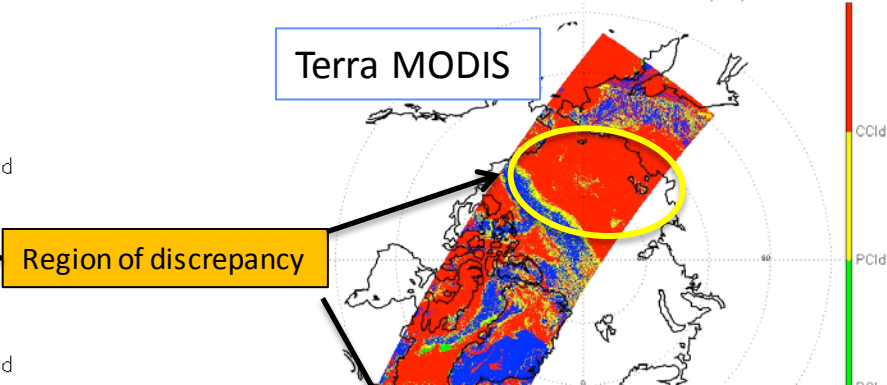 Terra MODIS
CCld
d
Region of discrepancy
PCld
d